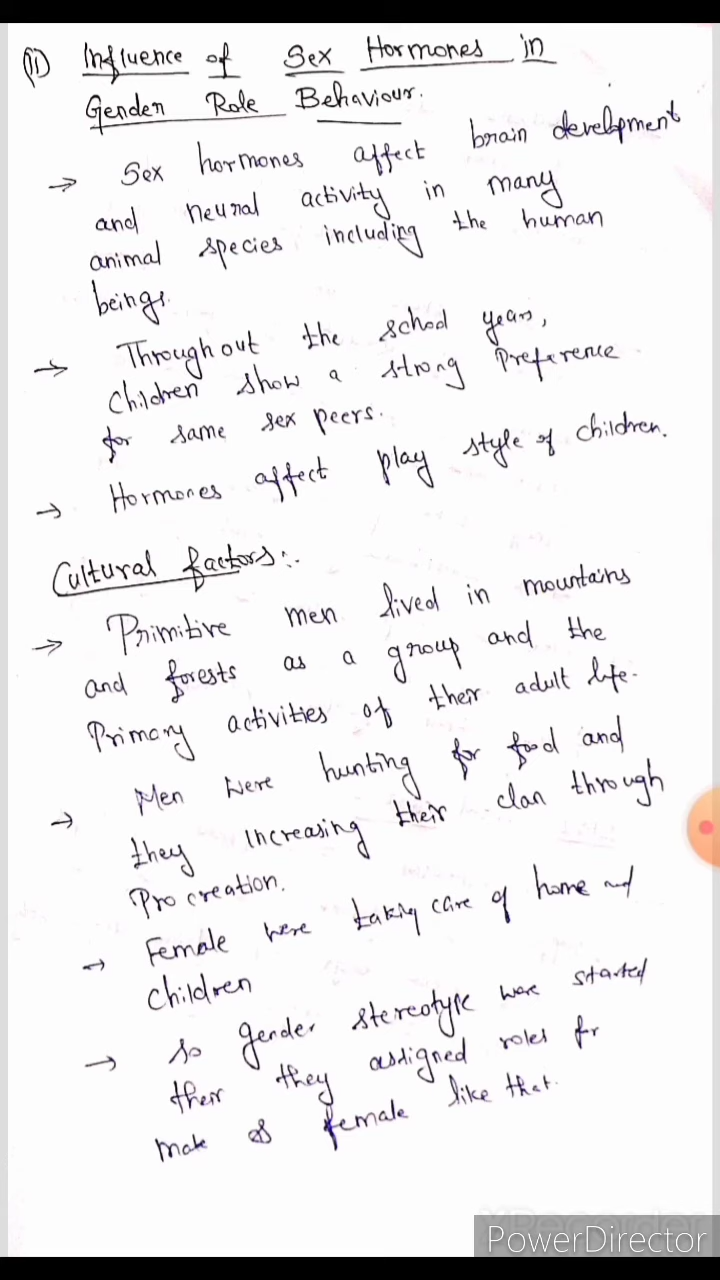 (ii) Influence of Sex Hormones in
Gender Role Behaviour.
→ Sex hormones affect brain development
and neural activity in many
animal species including the human
beings.
→ Throughout the school years,
children show a strong preference
for same sex peers.
→ Hormones affect play style of children.
Cultural factors:-
→ Primitive men lived in mountains
and forests as a group and the
Primary activities of their adult life.
→ Men were hunting for food and
they increasing their clan through
Procreation.
→ Female were taking care of home and
children
→ So gender stereotype were started
their they assigned roles for
male & female like that.
PowerDirector